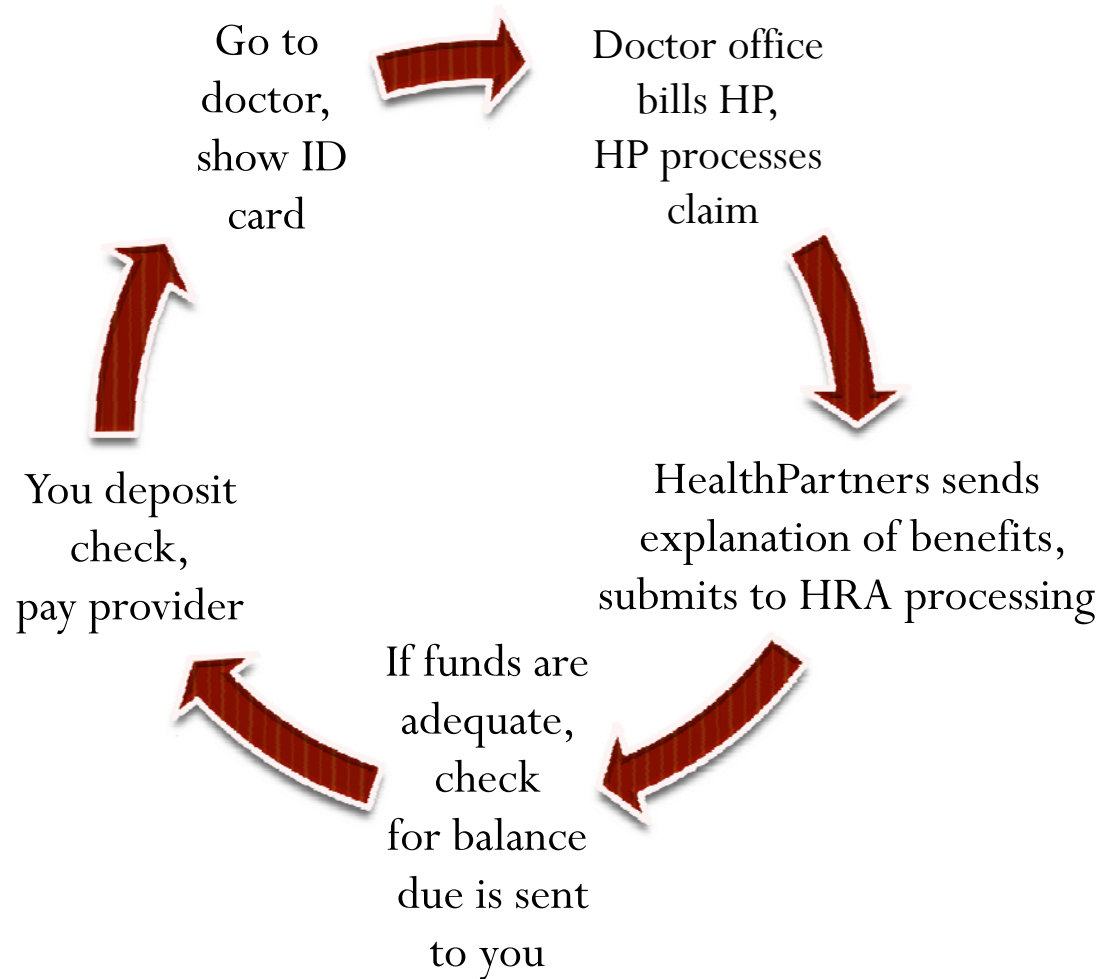 Go to
doctor,
show ID
card
Doctor office
bills HP,
HP processes
claim
HealthPartners sends
explanation of benefits,
submits to HRA processing
If funds are
adequate,
check
for balance
due is sent
to you
You deposit
check,
pay provider